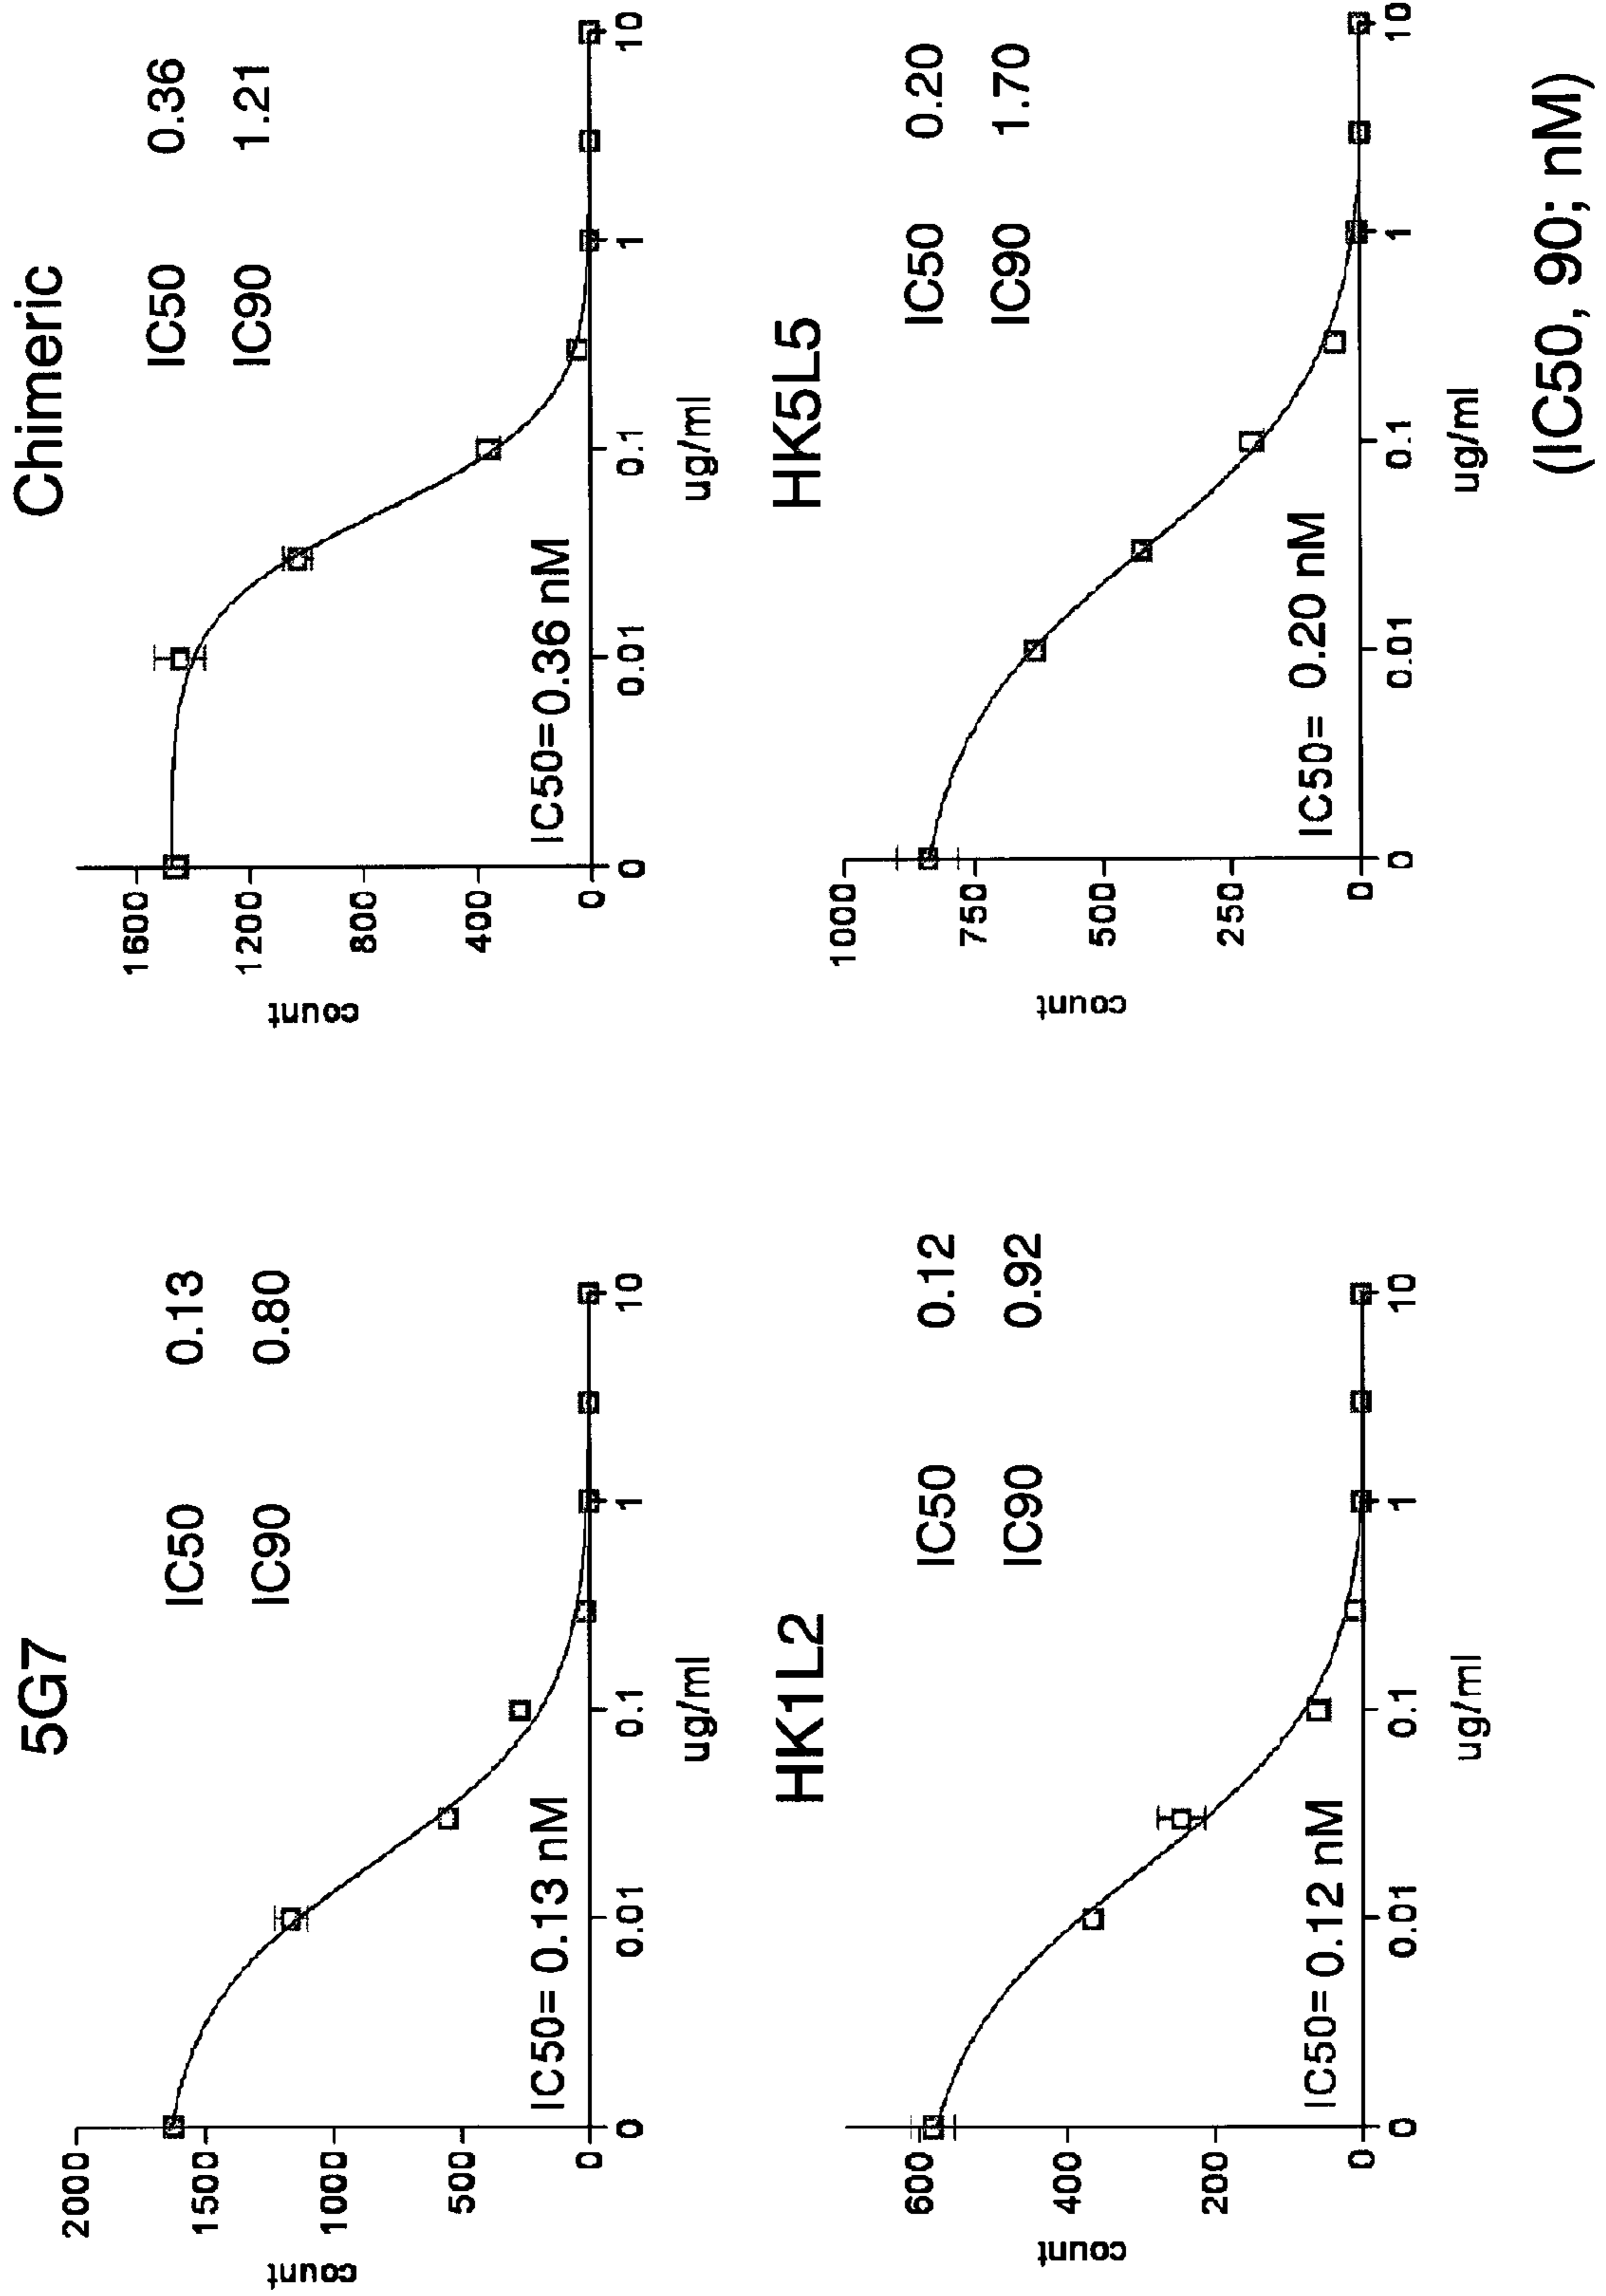 5G7
IC50 0.13
IC90 0.80
2000
1500
1000
500
0
count
IC50= 0.13 nM
0 0.01 0.1 1 10
ug/ml
Chimeric
IC50 0.36
IC90 1.21
1600
1200
800
400
0
count
IC50=0.36 nM
0 0.01 0.1 1 10
ug/ml
HK1L2
IC50 0.12
IC90 0.92
600
400
200
0
count
IC50= 0.12 nM
0 0.01 0.1 1 10
ug/ml
HK5L5
IC50 0.20
IC90 1.70
1000
750
500
250
0
count
IC50= 0.20 nM
0 0.01 0.1 1 10
ug/ml
(IC50, 90; nM)